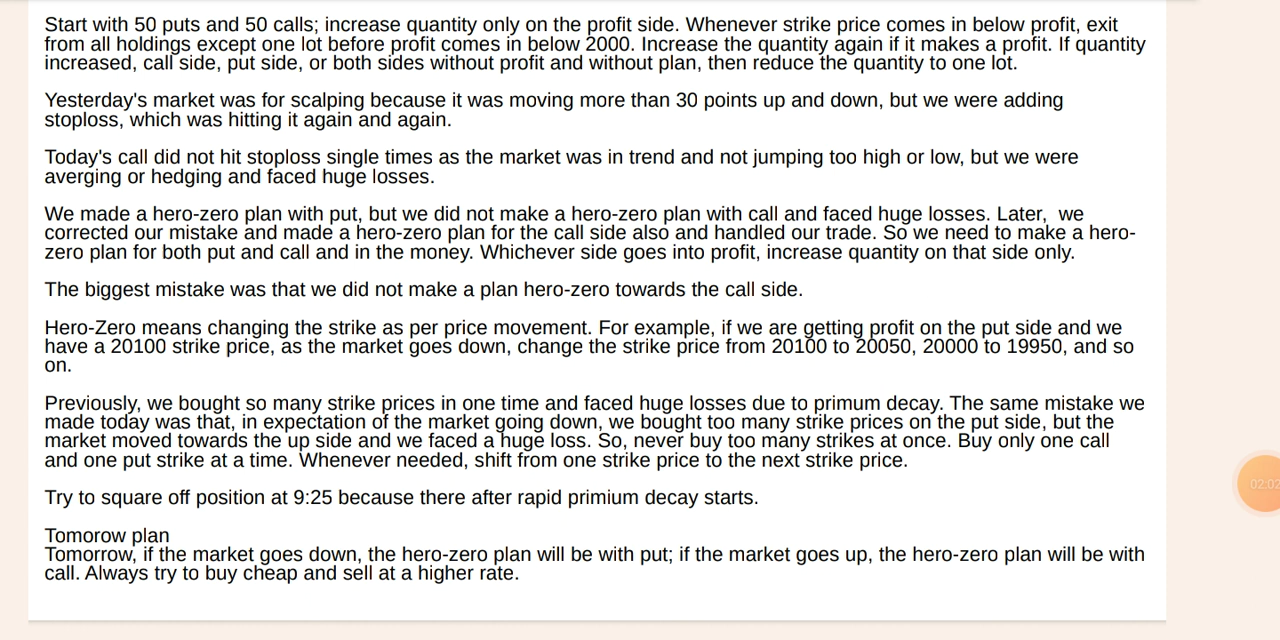 Start with 50 puts and 50 calls; increase quantity only on the profit side. Whenever strike price comes in below profit, exit
from all holdings except one lot before profit comes in below 2000. Increase the quantity again if it makes a profit. If quantity
increased, call side, put side, or both sides without profit and without plan, then reduce the quantity to one lot.
Yesterday's market was for scalping because it was moving more than 30 points up and down, but we were adding
stoploss, which was hitting it again and again.
Today's call did not hit stoploss single times as the market was in trend and not jumping too high or low, but we were
averging or hedging and faced huge losses.
We made a hero-zero plan with put, but we did not make a hero-zero plan with call and faced huge losses. Later,  we
corrected our mistake and made a hero-zero plan for the call side also and handled our trade. So we need to make a hero-
zero plan for both put and call and in the money. Whichever side goes into profit, increase quantity on that side only.
The biggest mistake was that we did not make a plan hero-zero towards the call side.
Hero-Zero means changing the strike as per price movement. For example, if we are getting profit on the put side and we
have a 20100 strike price, as the market goes down, change the strike price from 20100 to 20050, 20000 to 19950, and so
on.
Previously, we bought so many strike prices in one time and faced huge losses due to primum decay. The same mistake we
made today was that, in expectation of the market going down, we bought too many strike prices on the put side, but the
market moved towards the up side and we faced a huge loss. So, never buy too many strikes at once. Buy only one call
and one put strike at a time. Whenever needed, shift from one strike price to the next strike price.
Try to square off position at 9:25 because there after rapid primium decay starts.
Tomorow plan
Tomorrow, if the market goes down, the hero-zero plan will be with put; if the market goes up, the hero-zero plan will be with
call. Always try to buy cheap and sell at a higher rate.
02:02